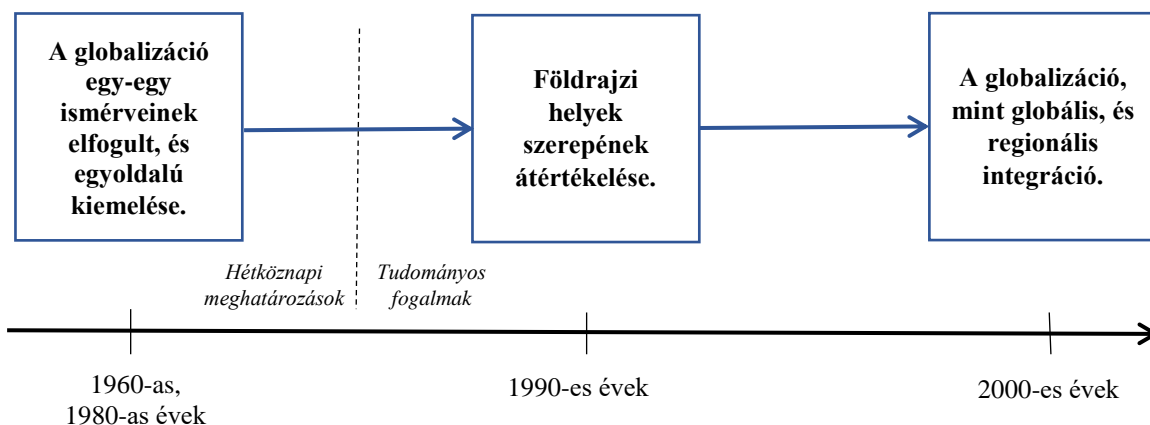 A globalizáció
egy-egy
ismérveinek
elfogult, és
egyoldalú
kiemelése.
Földrajzi
helyek
szerepének
átértékelése.
A globalizáció,
mint globális, és
regionális
integráció.
Hétköznapi
meghatározások
Tudományos
fogalmak
1960-as,
1980-as évek
1990-es évek
2000-es évek